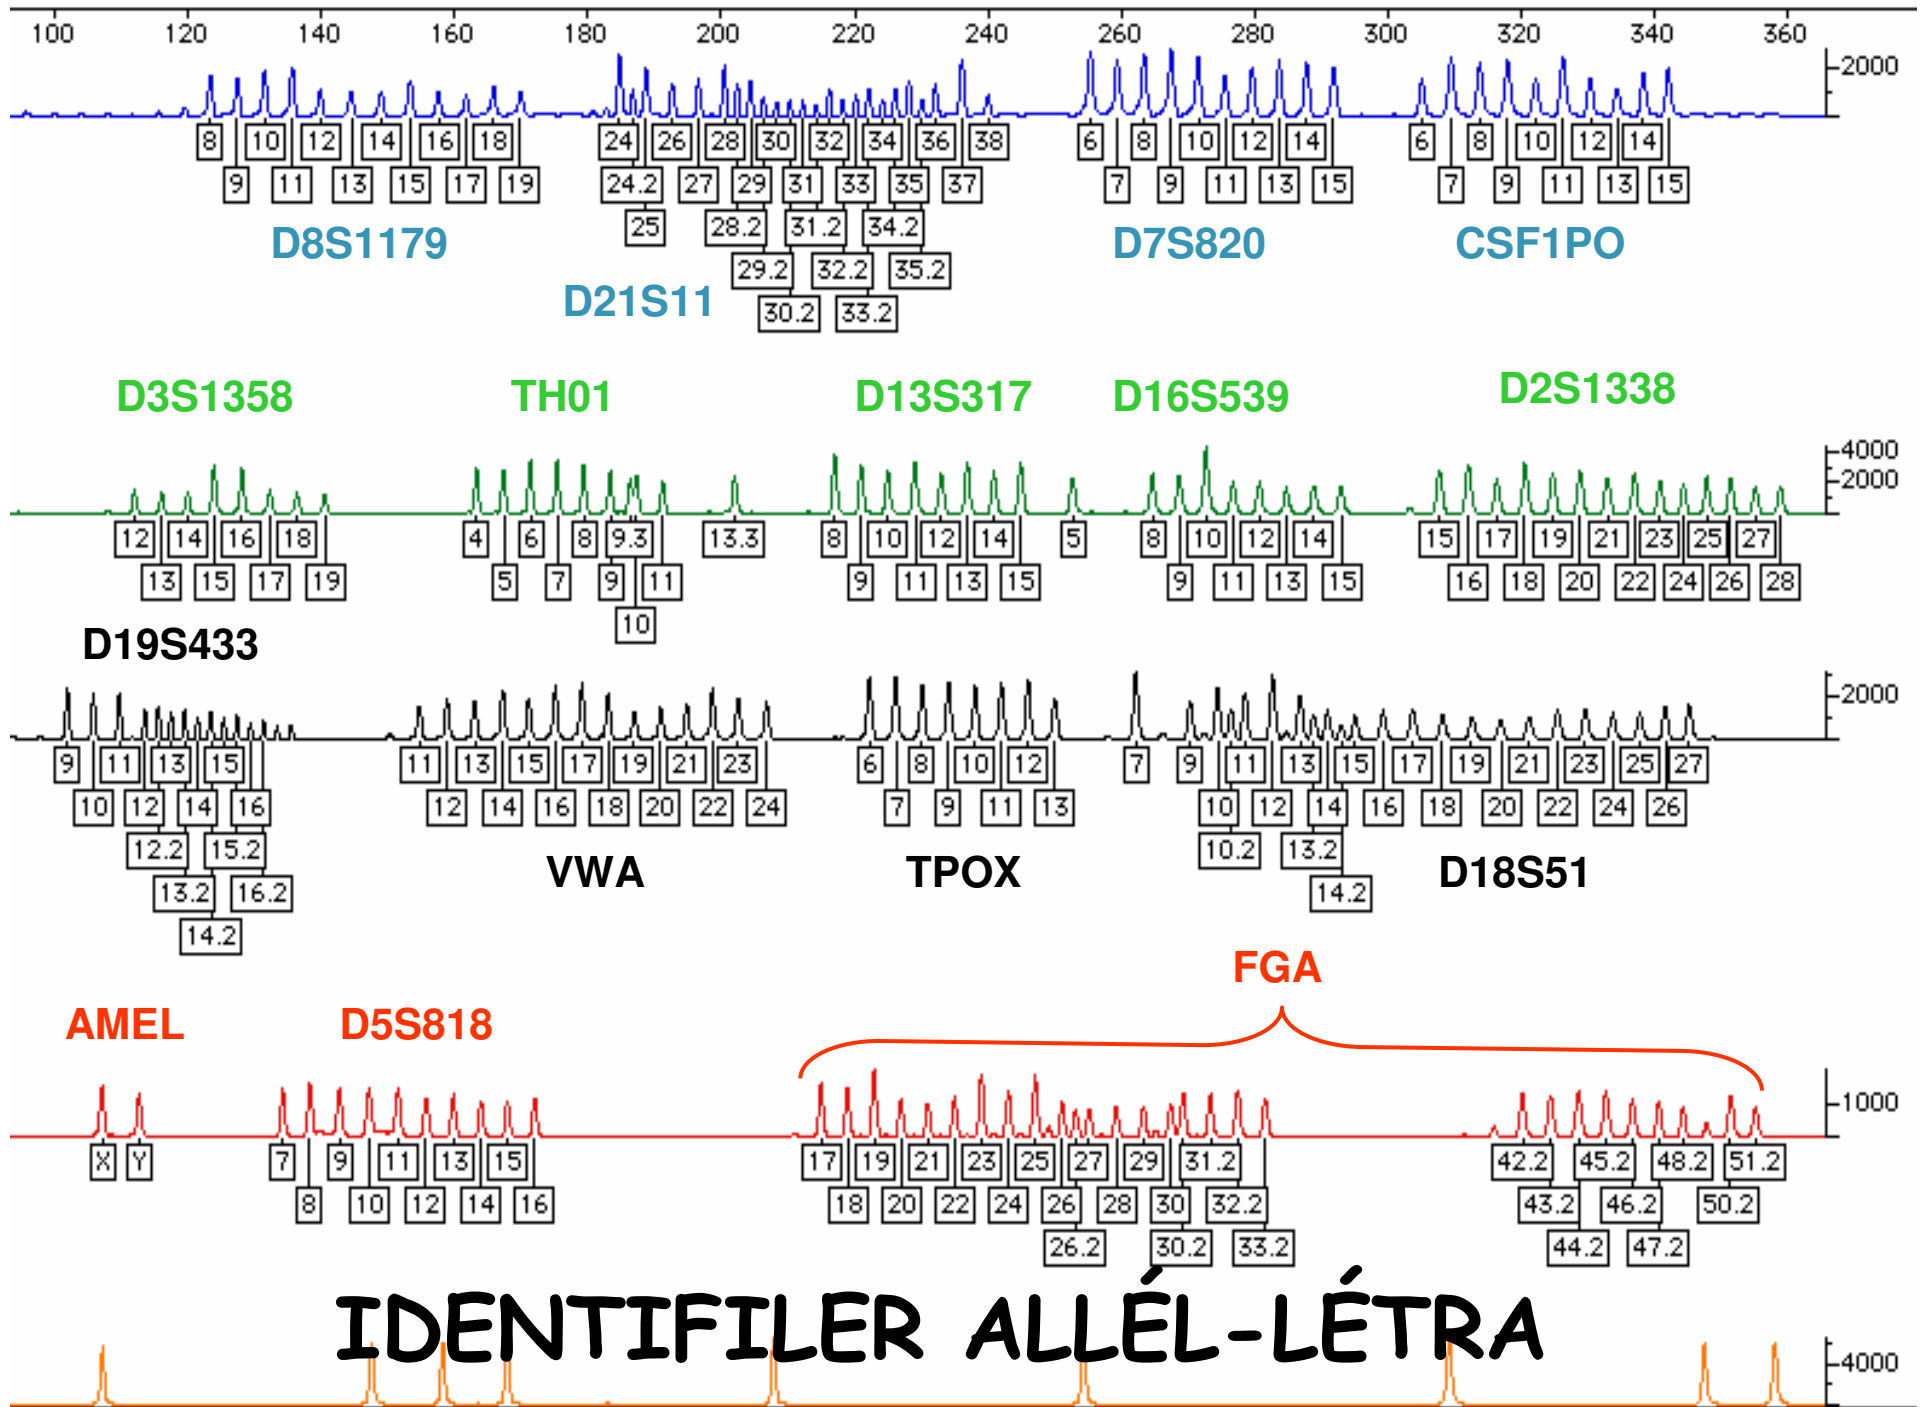 100 120 140 160 180 200 220 240 260 280 300 320 340 360
2000
8 10 12 14 16 18 24 26 28 30 32 34 36 38 6 8 10 12 14 6 8 10 12 14
9 11 13 15 17 19 24.2 27 29 31 33 35 37 7 9 11 13 15 7 9 11 13 15
25 28.2 31.2 34.2
D8S1179 D7S820 CSF1PO
29.2 32.2 35.2
D21S11
30.2 33.2
D3S1358 TH01 D13S317 D16S539 D2S1338
4000
2000
12 14 16 18 4 6 8 9.3 13.3 8 10 12 14 5 8 10 12 14 15 17 19 21 23 25 27
13 15 17 19 5 7 9 11 9 11 13 15 9 11 13 15 16 18 20 22 24 26 28
10
D19S433
2000
9 11 13 15 11 13 15 17 19 21 23 6 8 10 12 7 9 11 13 15 17 19 21 23 25 27
10 12 14 16 12 14 16 18 20 22 24 7 9 11 13 10 12 14 16 18 20 22 24 26
12.2 15.2 10.2 13.2
VWA TPOX D18S51
13.2 16.2 14.2
14.2
FGA
AMEL D5S818
1000
X Y 7 9 11 13 15 17 19 21 23 25 27 29 31.2 42.2 45.2 48.2 51.2
8 10 12 14 16 18 20 22 24 26 28 30 32.2 43.2 46.2 50.2
26.2 30.2 33.2 44.2 47.2
IDENTIFILER ALLÉL-LÉTRA
4000